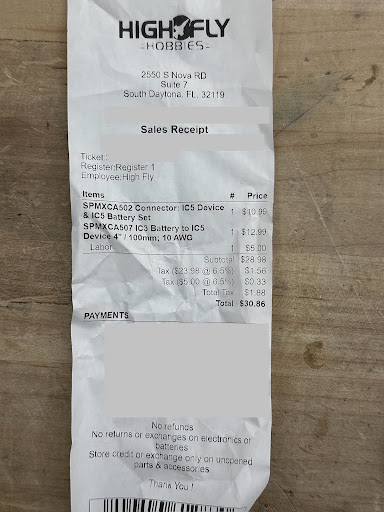 HIGH FLY
-HOBBIES-
2550 S Nova RD
Suite 7
South Daytona, FL, 32119
Sales Receipt
Ticket:
Register:Register 1
Employee:High Fly
Items # Price
SPMXCA502 Connector: IC5 Device 1 $10.99
& IC5 Battery Set
SPMXCA507 IC3 Battery to IC5 1 $12.99
Device 4" / 100mm; 10 AWG
Labor 1 $5.00
Subtotal $28.98
Tax ($23.98 @ 6.5%) $1.56
Tax ($5.00 @ 6.5%) $0.33
Total Tax $1.88
Total $30.86
PAYMENTS
No refunds
No returns or exchanges on electronics or
batteries
Store credit or exchange only on unopened
parts & accessories
Thank You !